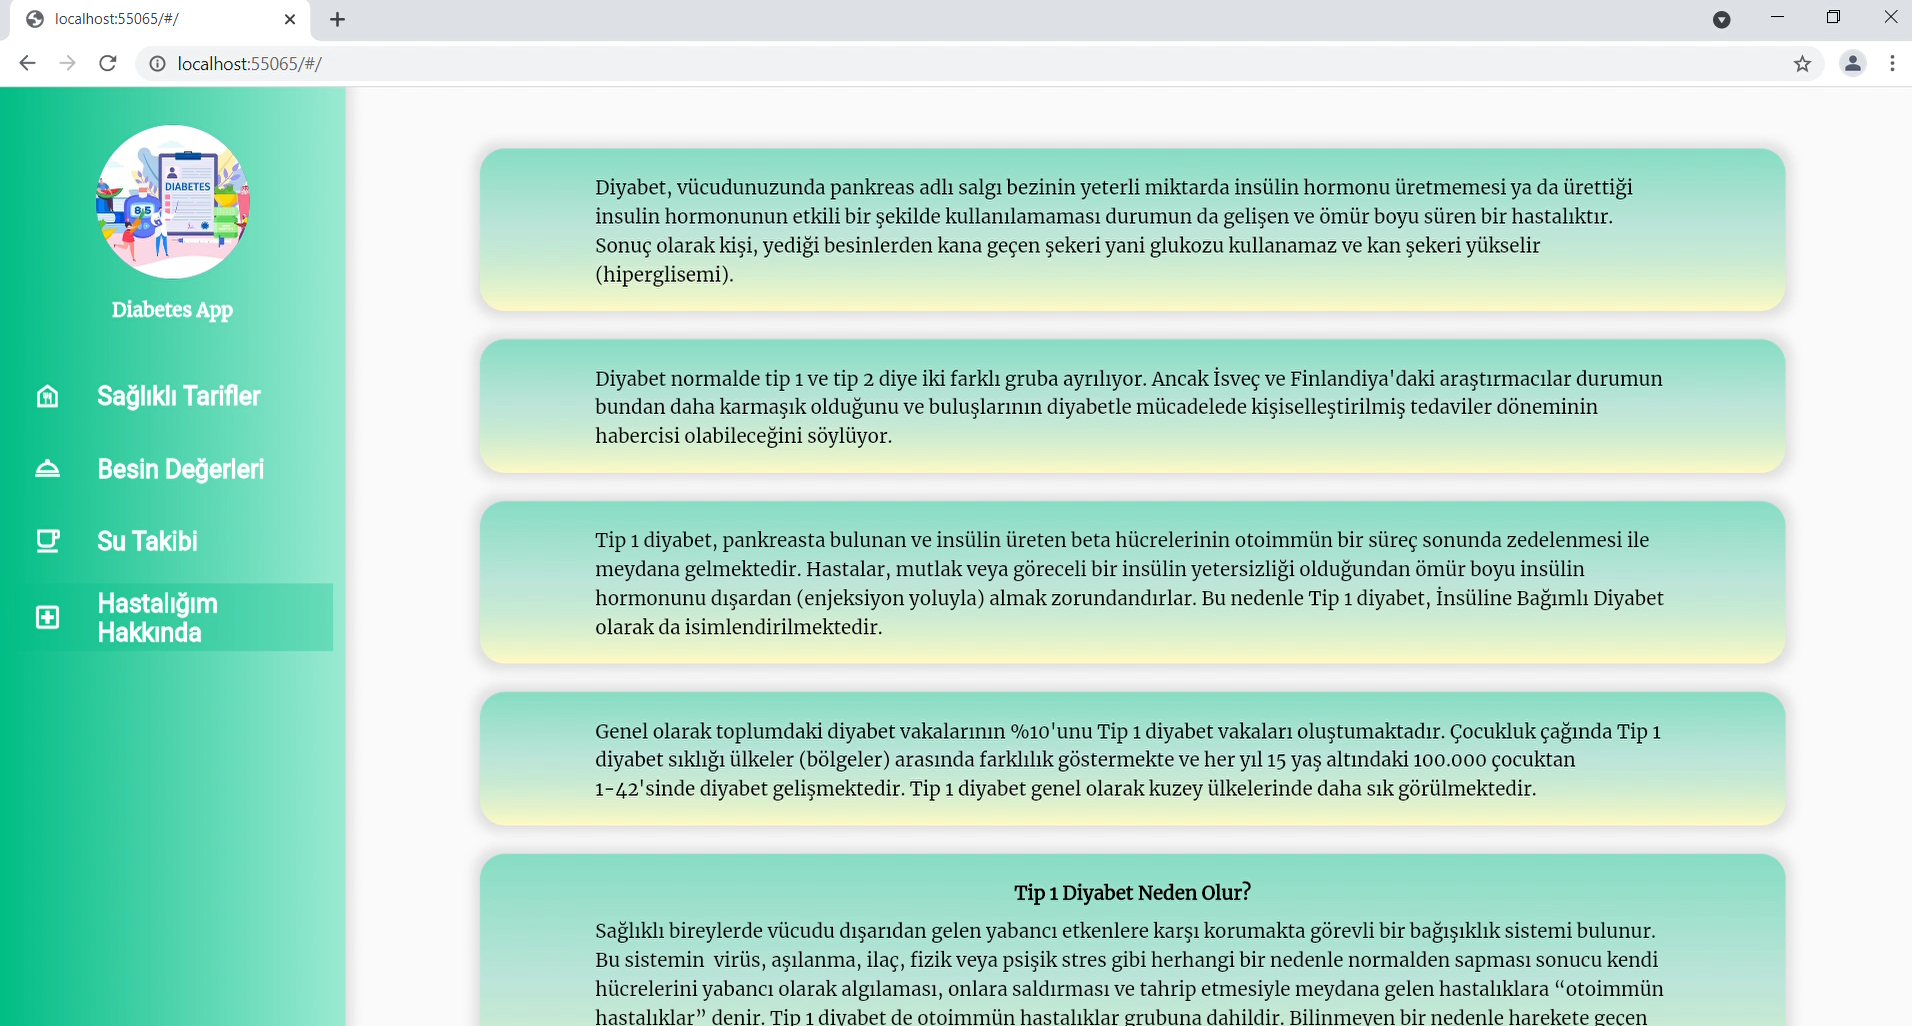 localhost:55065/#/
localhost:55065/#/
DIABETES
8.5
Diabetes App
Sağlıklı Tarifler
Besin Değerleri
Su Takibi
Hastalığım
Hakkında
Diyabet, vücudunuzunda pankreas adlı salgı bezinin yeterli miktarda insülin hormonu üretmemesi ya da ürettiği
insulin hormonunun etkili bir şekilde kullanılamaması durumun da gelişen ve ömür boyu süren bir hastalıktır.
Sonuç olarak kişi, yediği besinlerden kana geçen şekeri yani glukozu kullanamaz ve kan şekeri yükselir
(hiperglisemi).
Diyabet normalde tip 1 ve tip 2 diye iki farklı gruba ayrılıyor. Ancak İsveç ve Finlandiya'daki araştırmacılar durumun
bundan daha karmaşık olduğunu ve buluşlarının diyabetle mücadelede kişiselleştirilmiş tedaviler döneminin
habercisi olabileceğini söylüyor.
Tip 1 diyabet, pankreasta bulunan ve insülin üreten beta hücrelerinin otoimmün bir süreç sonunda zedelenmesi ile
meydana gelmektedir. Hastalar, mutlak veya göreceli bir insülin yetersizliği olduğundan ömür boyu insülin
hormonunu dışardan (enjeksiyon yoluyla) almak zorundandırlar. Bu nedenle Tip 1 diyabet, İnsüline Bağımlı Diyabet
olarak da isimlendirilmektedir.
Genel olarak toplumdaki diyabet vakalarının %10'unu Tip 1 diyabet vakaları oluştumaktadır. Çocukluk çağında Tip 1
diyabet sıklığı ülkeler (bölgeler) arasında farklılık göstermekte ve her yıl 15 yaş altındaki 100.000 çocuktan
1-42'sinde diyabet gelişmektedir. Tip 1 diyabet genel olarak kuzey ülkelerinde daha sık görülmektedir.
Tip 1 Diyabet Neden Olur?
Sağlıklı bireylerde vücudu dışarıdan gelen yabancı etkenlere karşı korumakta görevli bir bağışıklık sistemi bulunur.
Bu sistemin  virüs, aşılanma, ilaç, fizik veya psişik stres gibi herhangi bir nedenle normalden sapması sonucu kendi
hücrelerini yabancı olarak algılaması, onlara saldırması ve tahrip etmesiyle meydana gelen hastalıklara “otoimmün
hastalıklar” denir. Tip 1 diyabet de otoimmün hastalıklar grubuna dahildir. Bilinmeyen bir nedenle harekete geçen